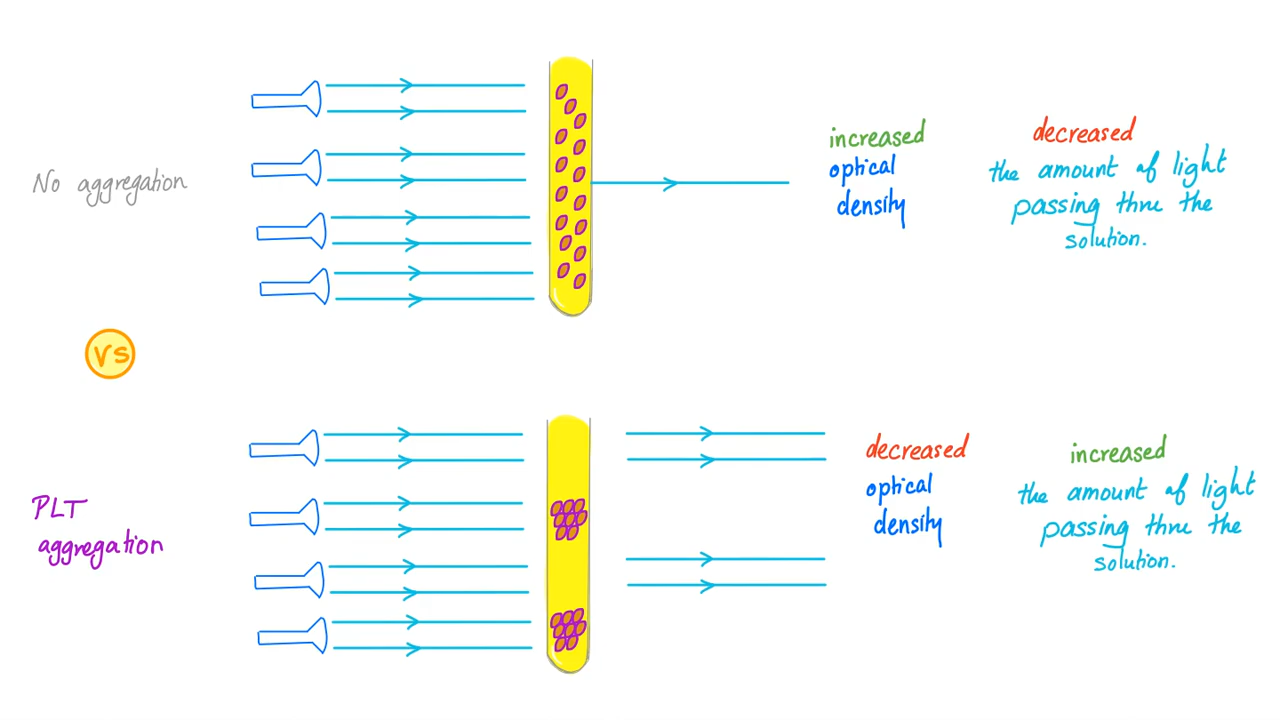 No aggregation
increased
optical
density
decreased
the amount of light
passing thru the
solution.
VS
PLT
aggregation
decreased
optical
density
increased
the amount of light
passing thru the
solution.